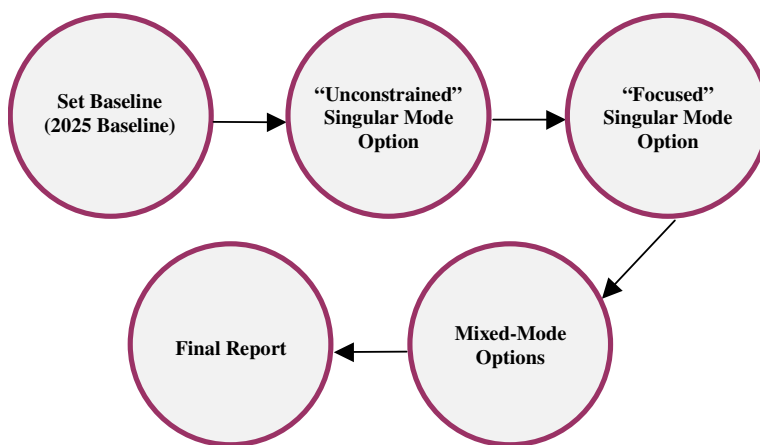 Set Baseline
(2025 Baseline)
“Unconstrained”
Singular Mode
Option
“Focused”
Singular Mode
Option
Final Report
Mixed-Mode
Options